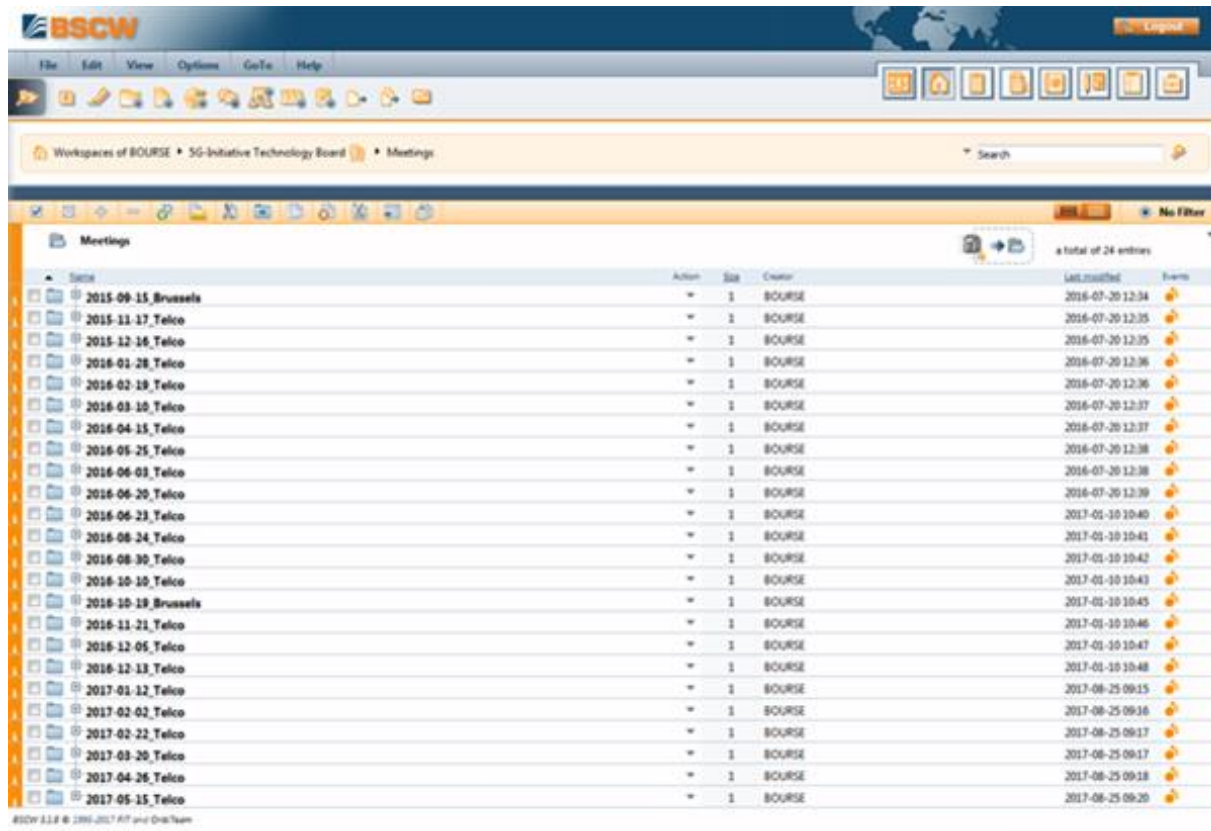 BSCW
Logout
File Edit View Options GoTo Help
Workspaces of BOURSE 5G-Initiative Technology Board Meetings
Search
No Filter
Meetings
a total of 24 entries
Name Action Size Creator Last modified Events
2015-09-15_Brussels 1 BOURSE 2016-07-20 12:34
2015-11-17_Telco 1 BOURSE 2016-07-20 12:35
2015-12-16_Telco 1 BOURSE 2016-07-20 12:35
2016-01-28_Telco 1 BOURSE 2016-07-20 12:36
2016-02-19_Telco 1 BOURSE 2016-07-20 12:36
2016-03-10_Telco 1 BOURSE 2016-07-20 12:37
2016-04-15_Telco 1 BOURSE 2016-07-20 12:37
2016-05-25_Telco 1 BOURSE 2016-07-20 12:38
2016-06-03_Telco 1 BOURSE 2016-07-20 12:38
2016-06-20_Telco 1 BOURSE 2016-07-20 12:39
2016-06-23_Telco 1 BOURSE 2017-01-10 10:40
2016-08-24_Telco 1 BOURSE 2017-01-10 10:41
2016-08-30_Telco 1 BOURSE 2017-01-10 10:42
2016-10-10_Telco 1 BOURSE 2017-01-10 10:43
2016-10-19_Brussels 1 BOURSE 2017-01-10 10:45
2016-11-21_Telco 1 BOURSE 2017-01-10 10:46
2016-12-05_Telco 1 BOURSE 2017-01-10 10:47
2016-12-13_Telco 1 BOURSE 2017-01-10 10:48
2017-01-12_Telco 1 BOURSE 2017-08-25 09:15
2017-02-02_Telco 1 BOURSE 2017-08-25 09:16
2017-02-22_Telco 1 BOURSE 2017-08-25 09:17
2017-03-20_Telco 1 BOURSE 2017-08-25 09:17
2017-04-26_Telco 1 BOURSE 2017-08-25 09:18
2017-05-15_Telco 1 BOURSE 2017-08-25 09:20
BSCW © 1995-2017 FIT and OrbiTeam